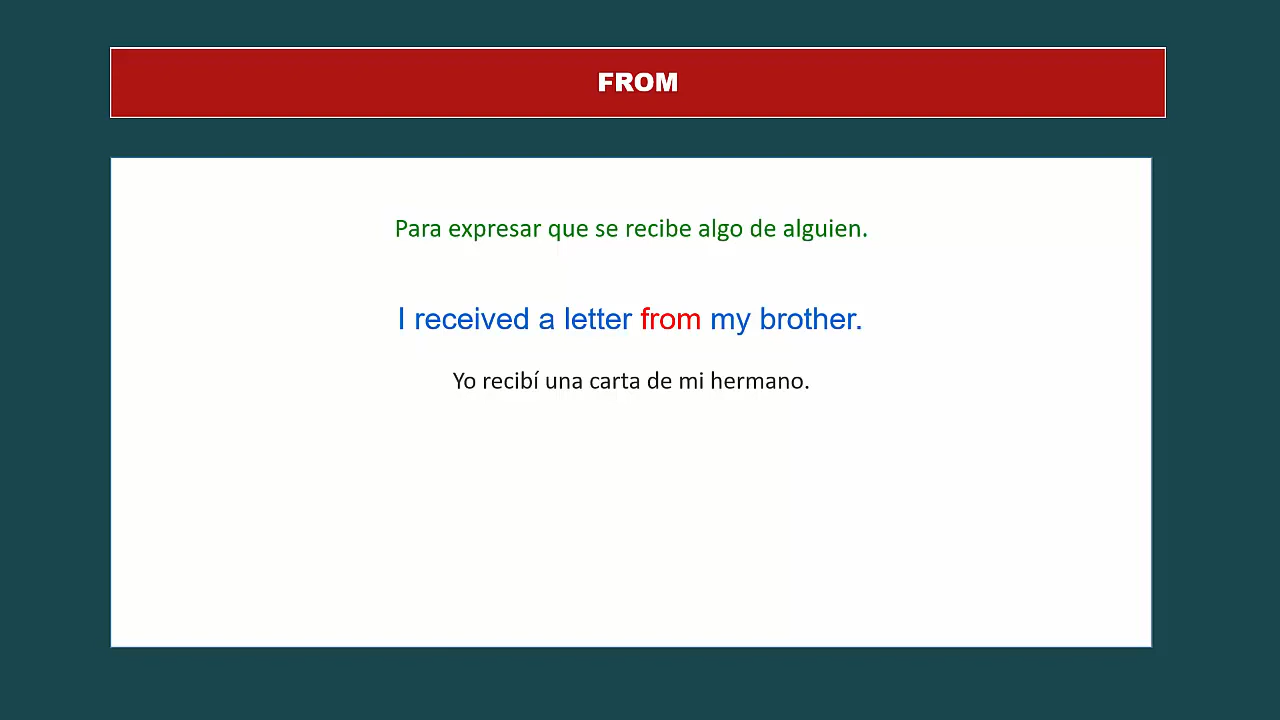 FROM
Para expresar que se recibe algo de alguien.
I received a letter from my brother.
Yo recibí una carta de mi hermano.